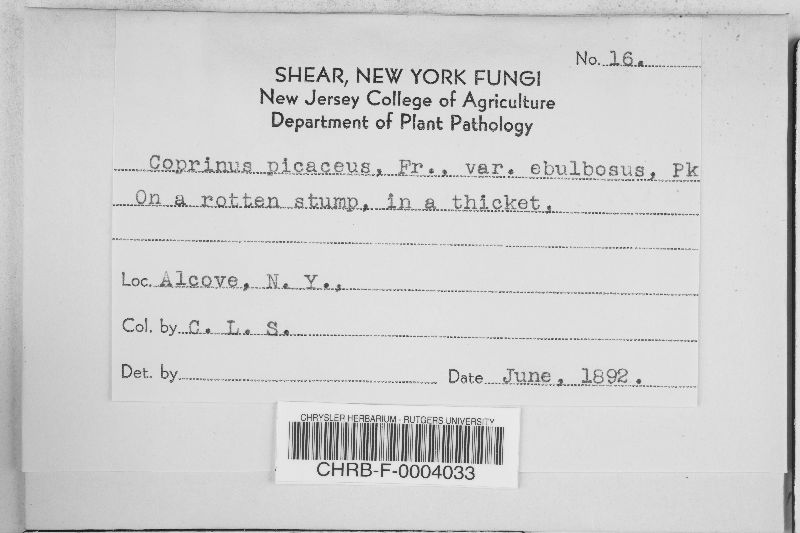 No. 16.
SHEAR, NEW YORK FUNGI
New Jersey College of Agriculture
Department of Plant Pathology
Coprinus picaceus, Fr., var. ebulbosus, Pk
On a rotten stump, in a thicket,
Loc. Alcove, N. Y.,
Col. by C. L. S.
Det. by
Date June, 1892.
CHRYSLER HERBARIUM - RUTGERS UNIVERSITY
CHRB-F-0004033